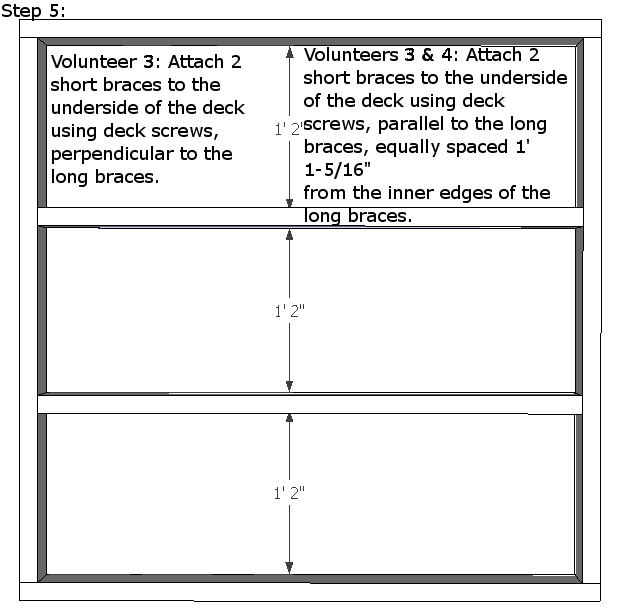 Step 5:
Volunteer 3: Attach 2
short braces to the
underside of the deck
using deck screws,
perpendicular to the
long braces.
Volunteers 3 & 4: Attach 2
short braces to the underside
of the deck using deck
screws, parallel to the long
braces, equally spaced 1'
1-5/16"
from the inner edges of the
long braces.
1' 2"
1' 2"
1' 2"